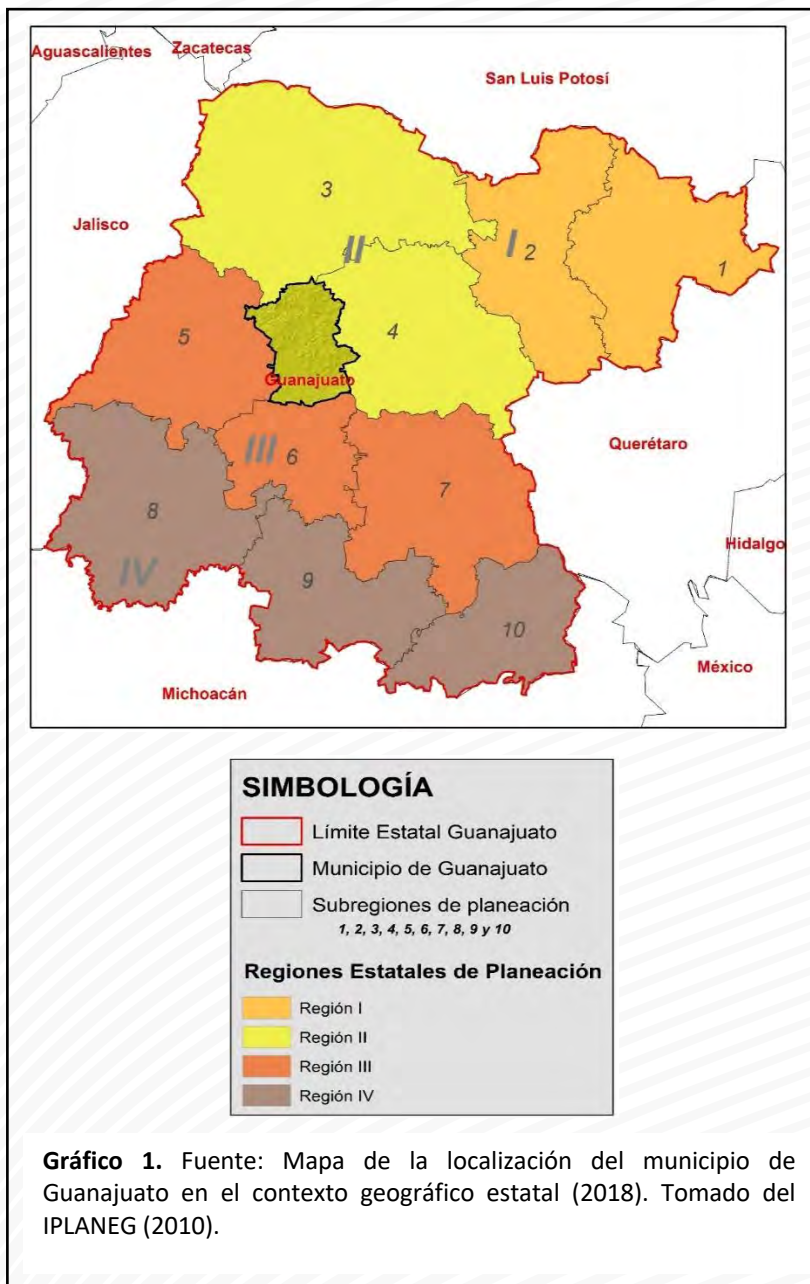 Aguascalientes
Zacatecas
San Luis Potosí
Jalisco
3
II
I
2
1
5
4
Guanajuato
Querétaro
III
6
7
8
IV
9
Hidalgo
10
México
Michoacán
SIMBOLOGÍA
Límite Estatal Guanajuato
Municipio de Guanajuato
Subregiones de planeación
1, 2, 3, 4, 5, 6, 7, 8, 9 y 10
Regiones Estatales de Planeación
Región I
Región II
Región III
Región IV
Gráfico 1. Fuente: Mapa de la localización del municipio de
Guanajuato en el contexto geográfico estatal (2018). Tomado del
IPLANEG (2010).